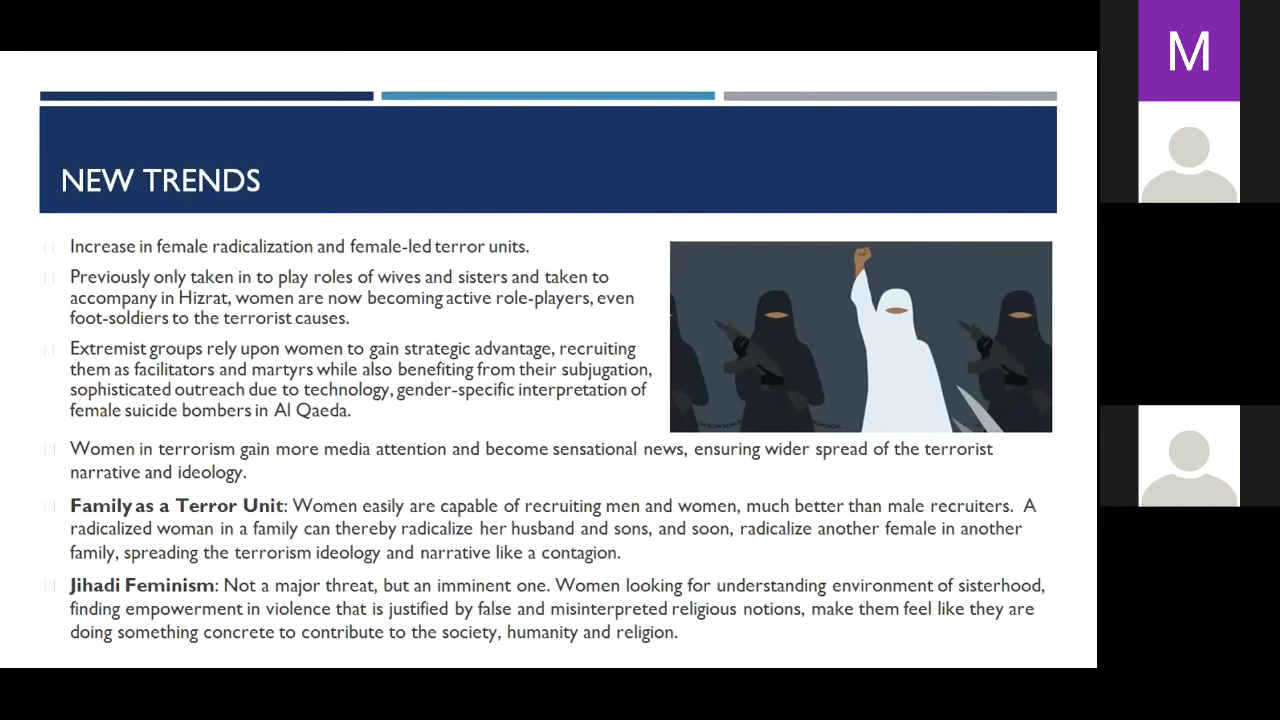 NEW TRENDS
Increase in female radicalization and female-led terror units.
Previously only taken in to play roles of wives and sisters and taken to
accompany in Hizrat, women are now becoming active role-players, even
foot-soldiers to the terrorist causes.
Extremist groups rely upon women to gain strategic advantage, recruiting
them as facilitators and martyrs while also benefiting from their subjugation,
sophisticated outreach due to technology, gender-specific interpretation of
female suicide bombers in Al Qaeda.
Women in terrorism gain more media attention and become sensational news, ensuring wider spread of the terrorist
narrative and ideology.
Family as a Terror Unit: Women easily are capable of recruiting men and women, much better than male recruiters. A
radicalized woman in a family can thereby radicalize her husband and sons, and soon, radicalize another female in another
family, spreading the terrorism ideology and narrative like a contagion.
Jihadi Feminism: Not a major threat, but an imminent one. Women looking for understanding environment of sisterhood,
finding empowerment in violence that is justified by false and misinterpreted religious notions, make them feel like they are
doing something concrete to contribute to the society, humanity and religion.
M